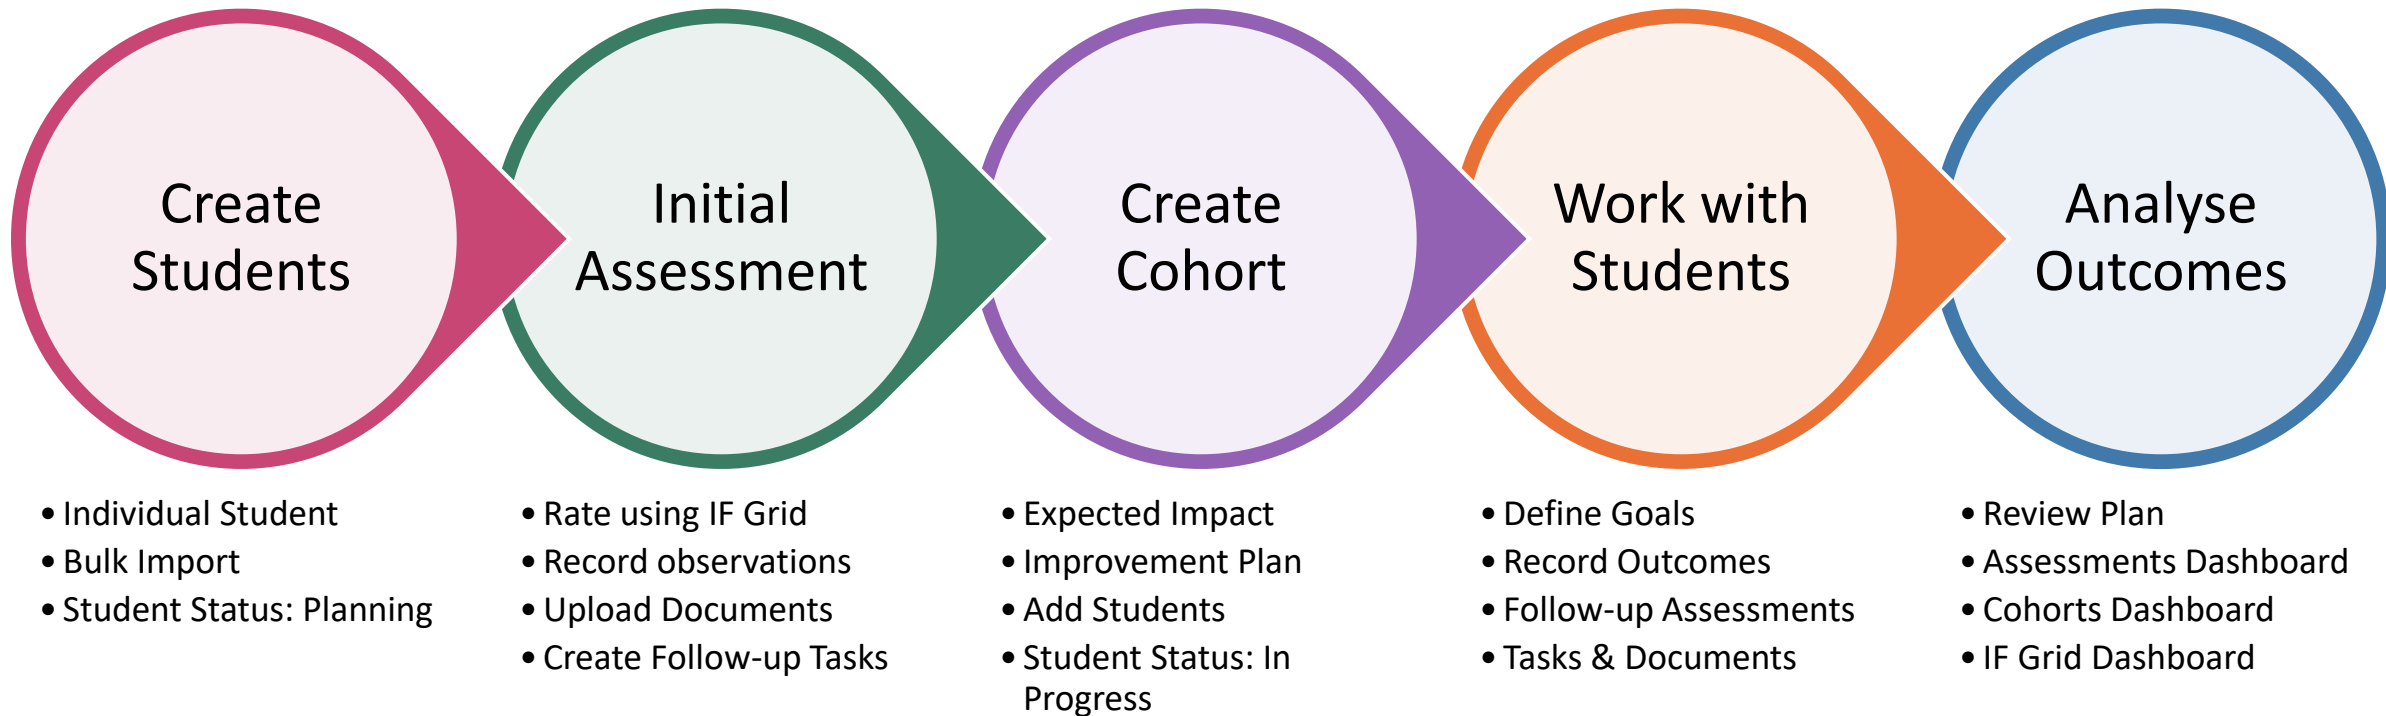 Create
Students
Initial
Assessment
Create
Cohort
Work with
Students
Analyse
Outcomes
• Individual Student
• Bulk Import
• Student Status: Planning
• Rate using IF Grid
• Record observations
• Upload Documents
• Create Follow-up Tasks
• Expected Impact
• Improvement Plan
• Add Students
• Student Status: In
Progress
• Define Goals
• Record Outcomes
• Follow-up Assessments
• Tasks & Documents
• Review Plan
• Assessments Dashboard
• Cohorts Dashboard
• IF Grid Dashboard